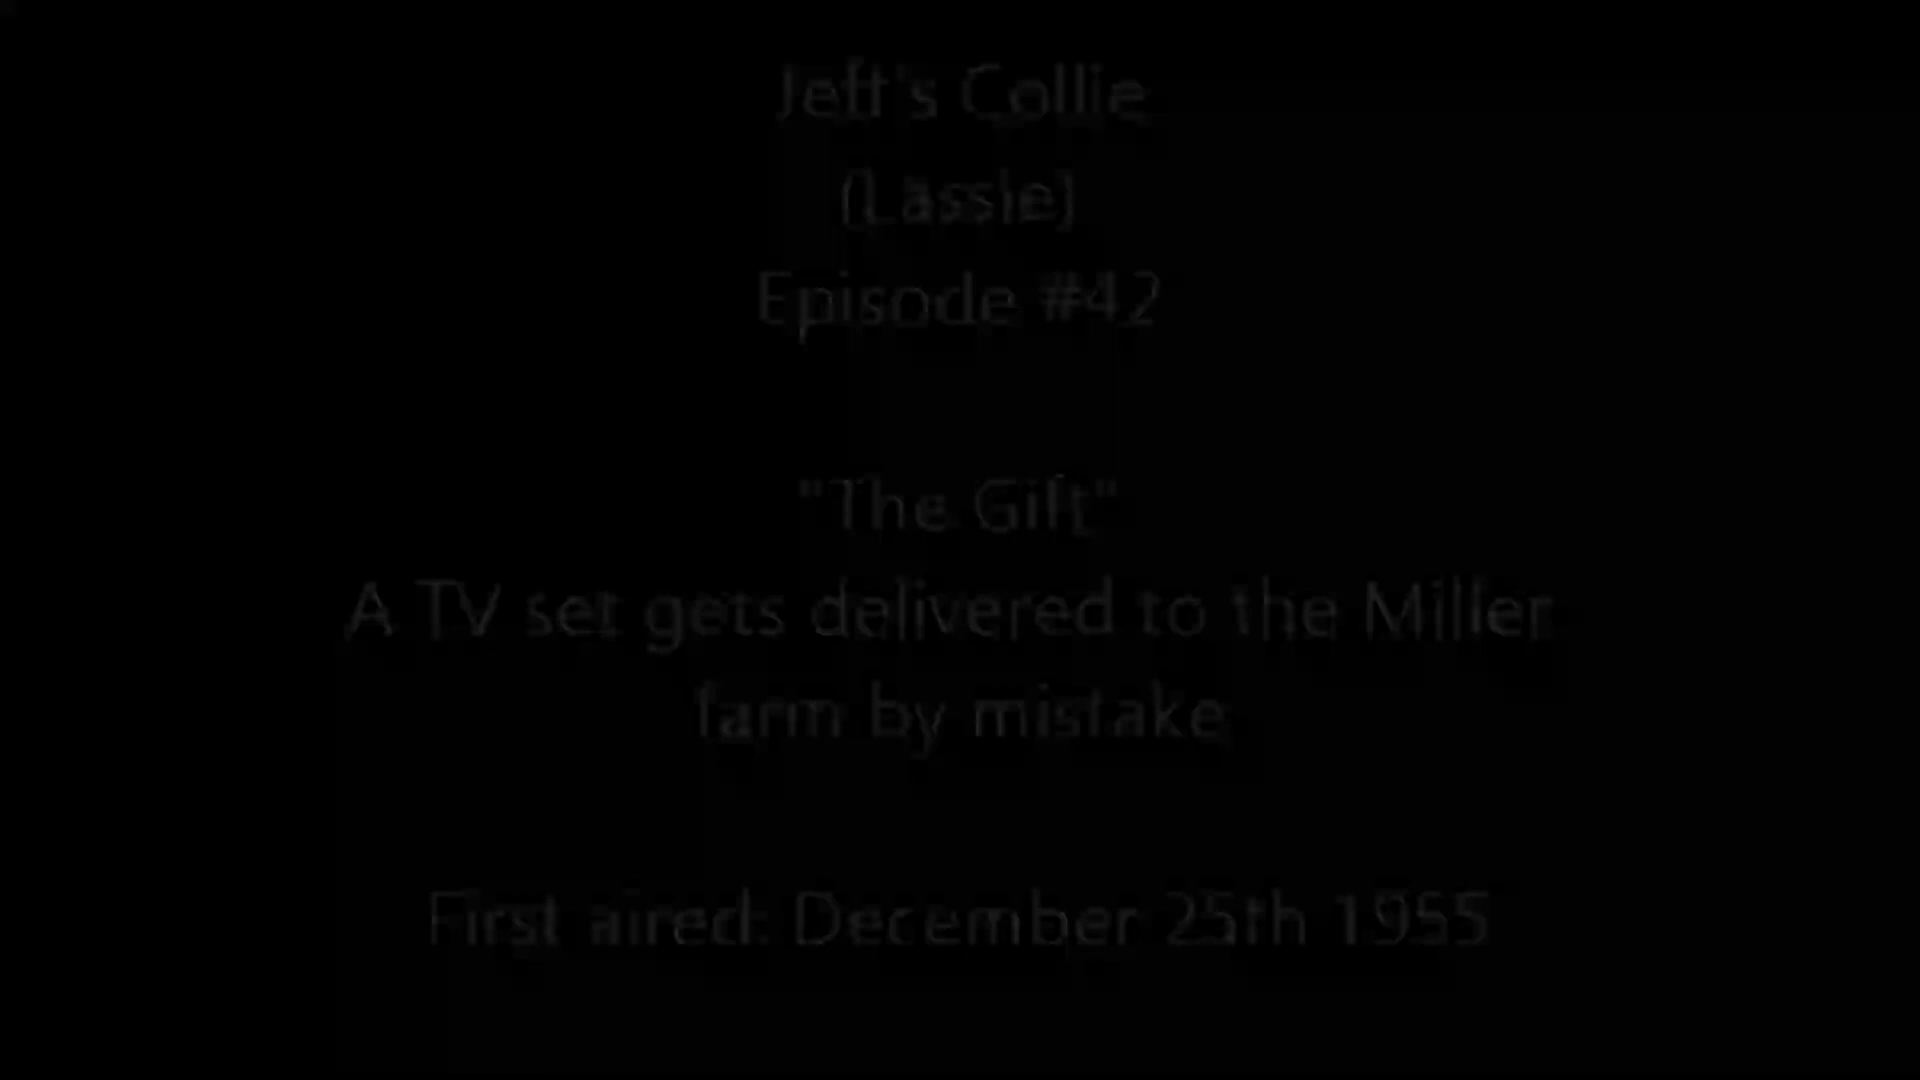 Jeff's Collie
(Lassie)
Episode #42
"The Gift"
A TV set gets delivered to the Miller
farm by mistake
First aired: December 25th 1955